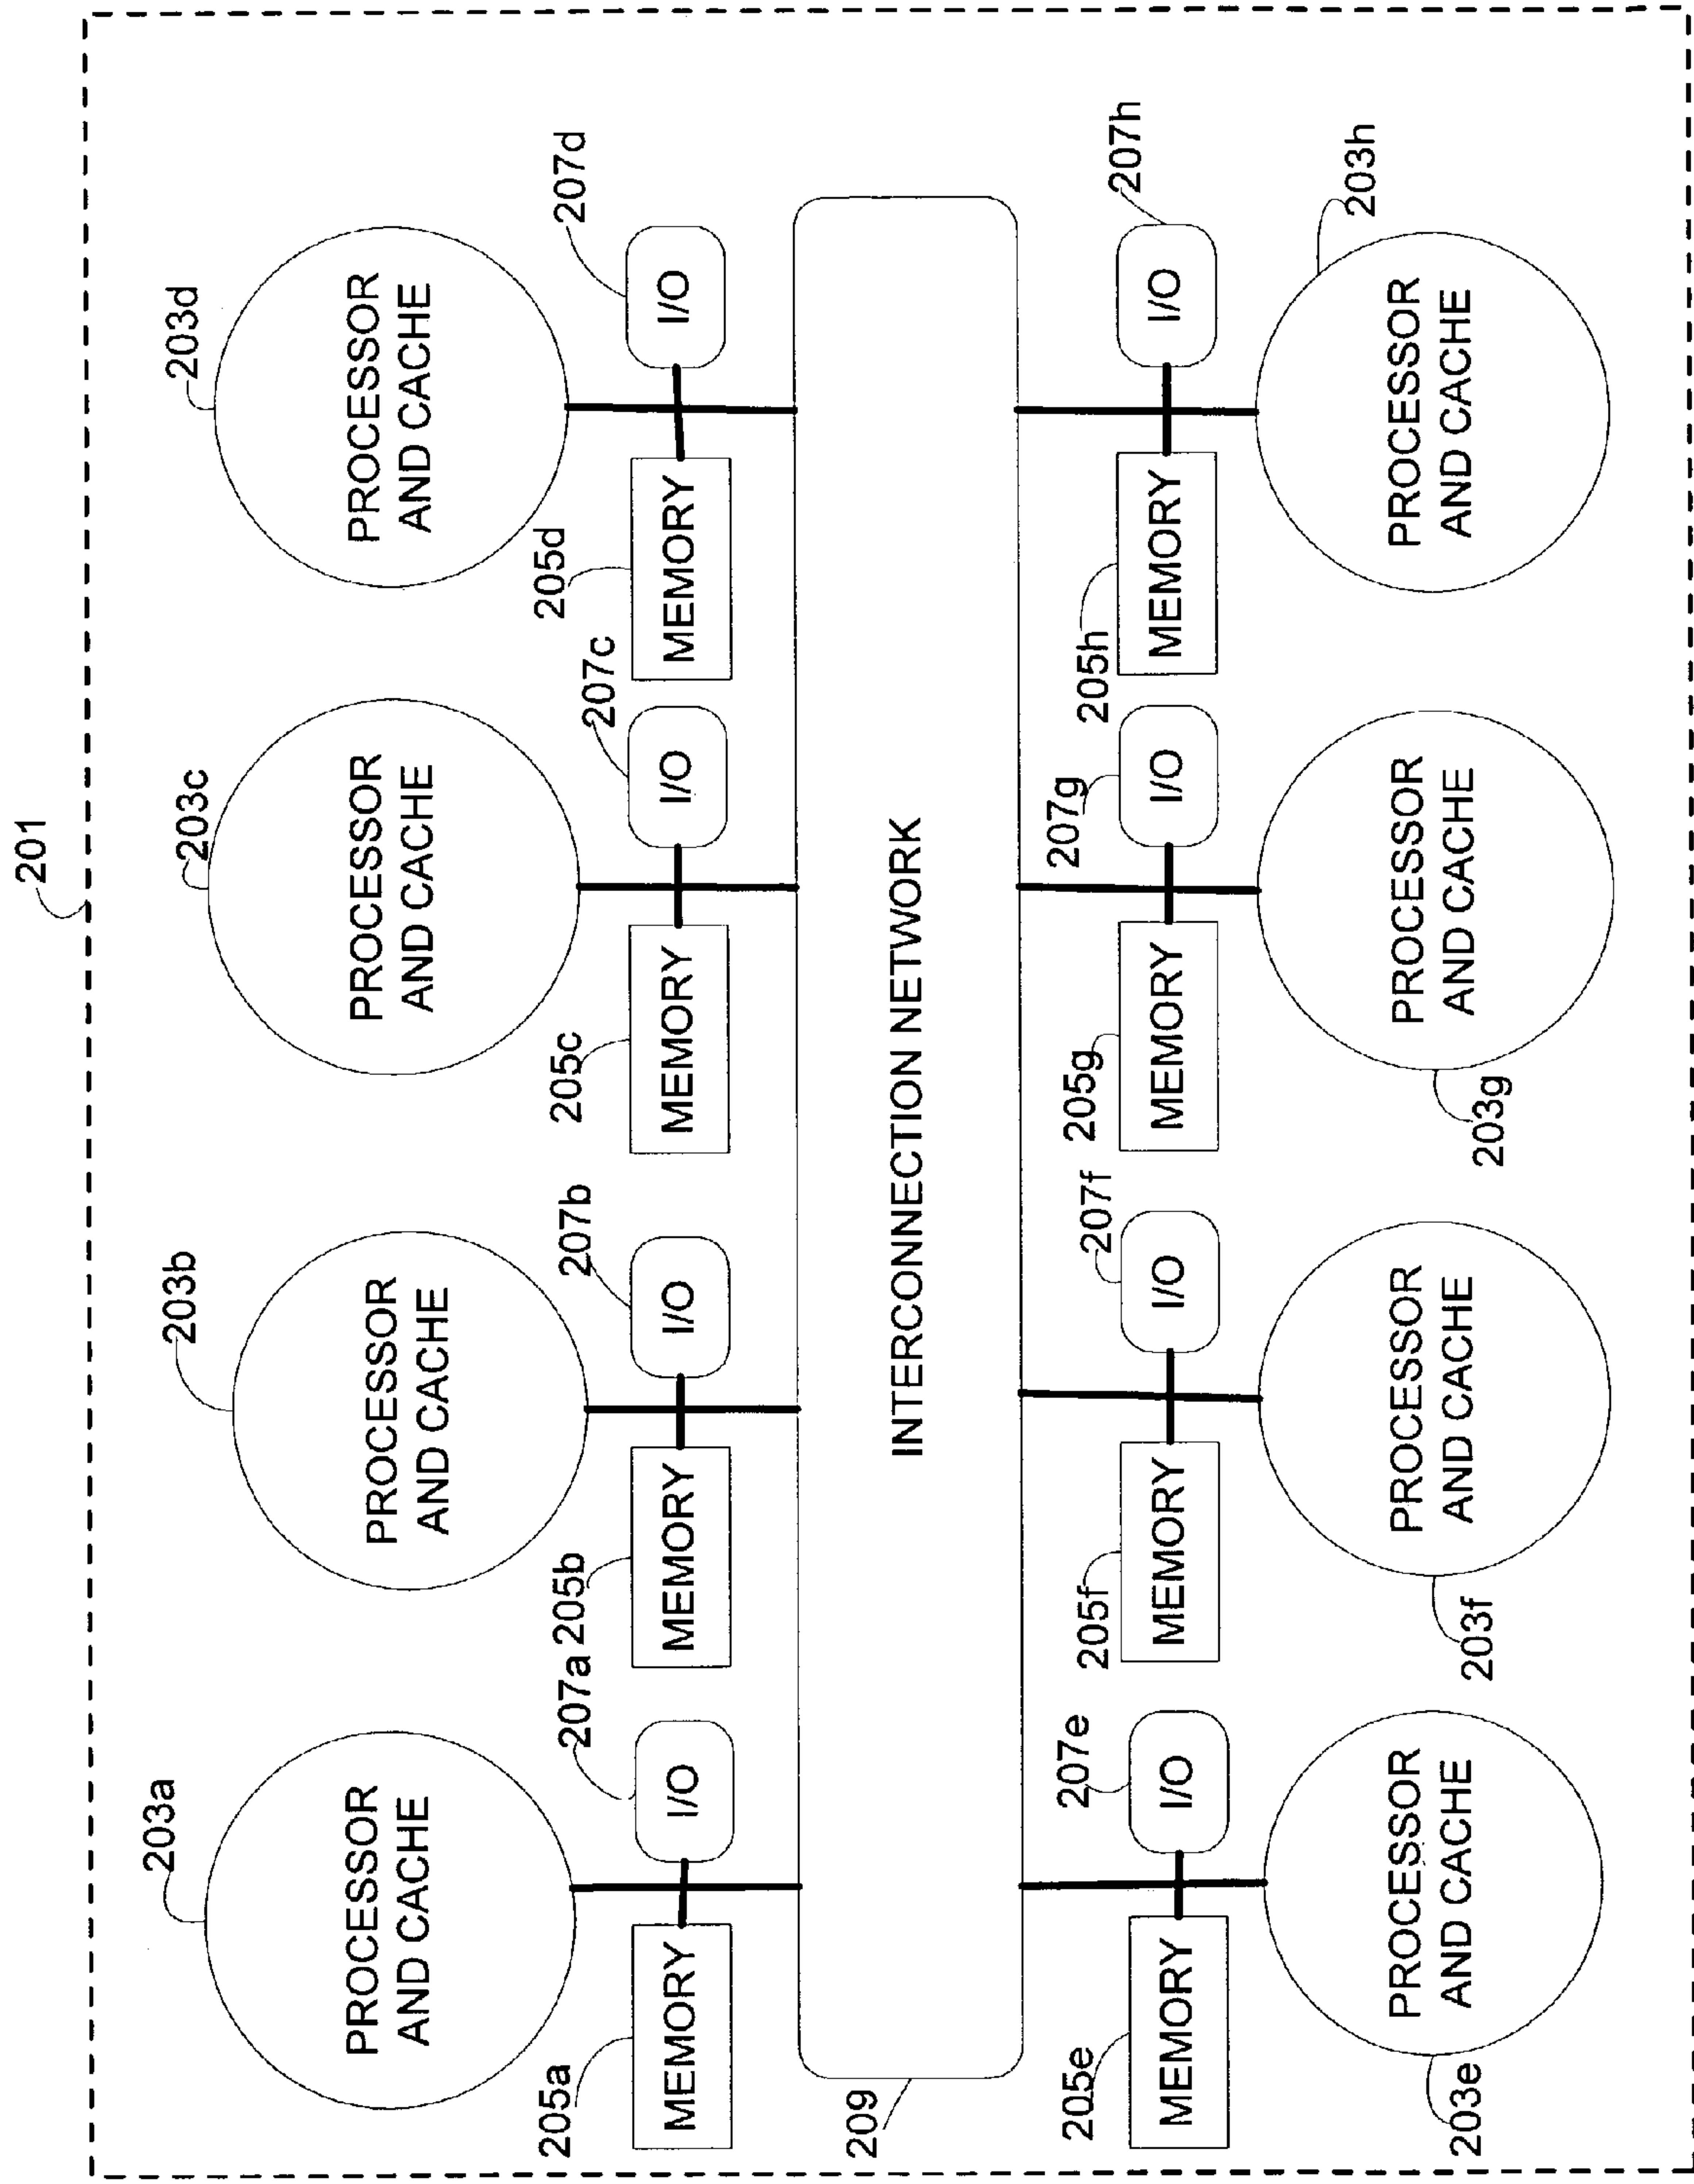 201
203a
203b
203c
203d
PROCESSOR
AND CACHE
PROCESSOR
AND CACHE
PROCESSOR
AND CACHE
PROCESSOR
AND CACHE
205a
207a
205b
207b
205c
207c
205d
207d
MEMORY
I/O
MEMORY
I/O
MEMORY
I/O
MEMORY
I/O
209
INTERCONNECTION NETWORK
205e
207e
205f
207f
205g
207g
205h
207h
MEMORY
I/O
MEMORY
I/O
MEMORY
I/O
MEMORY
I/O
PROCESSOR
AND CACHE
PROCESSOR
AND CACHE
PROCESSOR
AND CACHE
PROCESSOR
AND CACHE
203e
203f
203g
203h